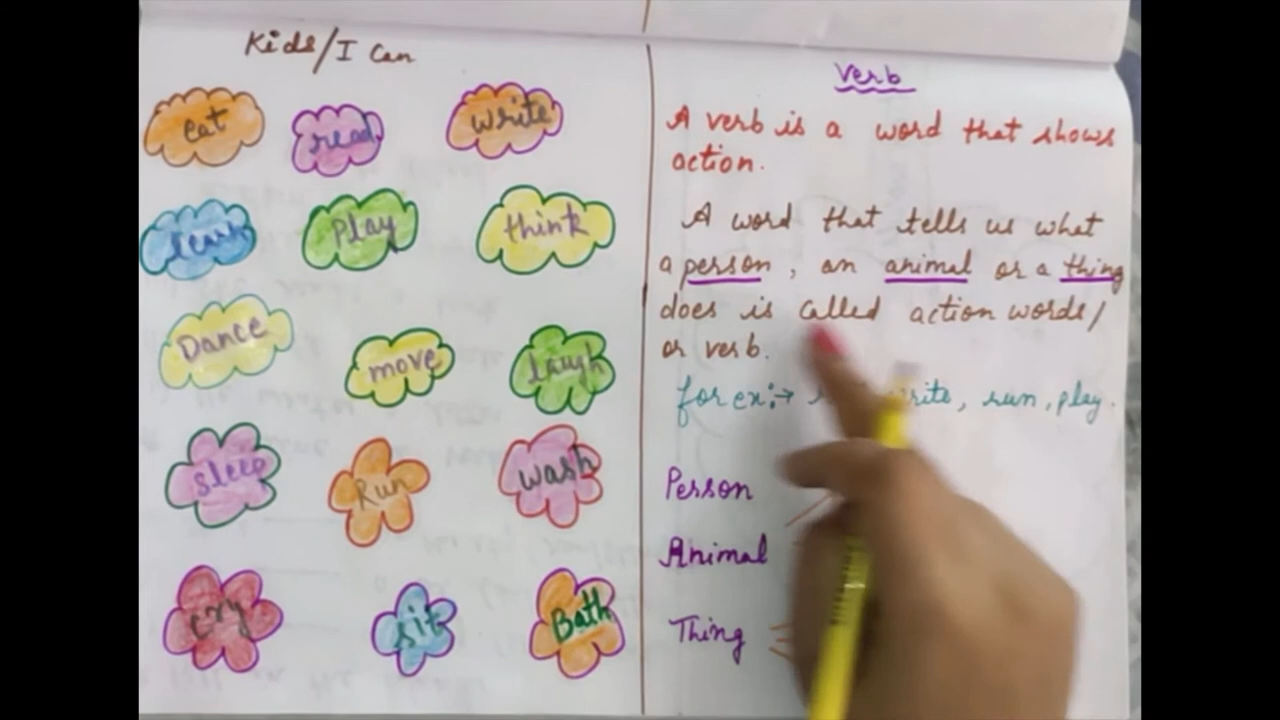 Kids/I Can
eat read write
learn Play think
Dance move laugh
sleep Run wash
cry sit Bath
Verb
A verb is a word that shows
action.
A word that tells us what
a person, an animal or a thing
does is called action words/
or verb.
for ex:→ write, run, play.
Person
Animal
Thing